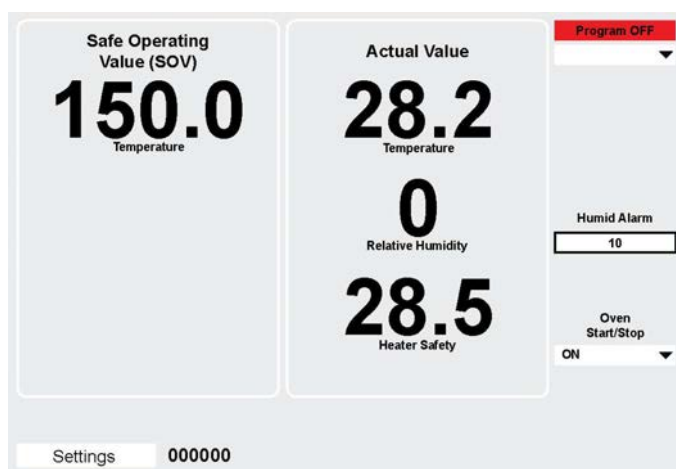 Safe Operating
Value (SOV)
150.0
Temperature
Actual Value
28.2
Temperature
0
Relative Humidity
28.5
Heater Safety
Program OFF
Humid Alarm
10
Oven
Start/Stop
ON
Settings
000000